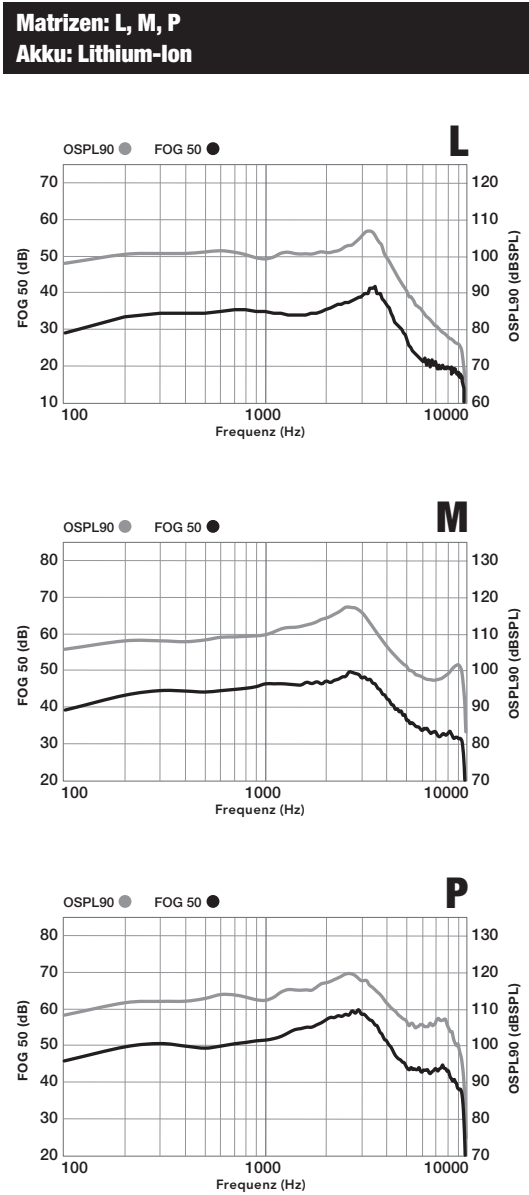 Matrizen: L, M, P
Akku: Lithium-Ion
OSPL90 FOG 50 L
70 120
60 110
50 100
40 90
30 80
20 70
10 60
FOG 50 (dB)
OSPL90 (dBSPL)
100 1000 10000
Frequenz (Hz)
OSPL90 FOG 50 M
80 130
70 120
60 110
50 100
40 90
30 80
20 70
FOG 50 (dB)
OSPL90 (dBSPL)
100 1000 10000
Frequenz (Hz)
OSPL90 FOG 50 P
80 130
70 120
60 110
50 100
40 90
30 80
20 70
FOG 50 (dB)
OSPL90 (dBSPL)
100 1000 10000
Frequenz (Hz)